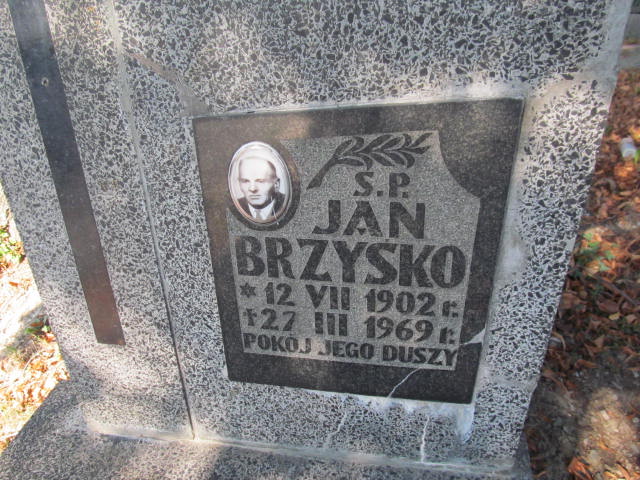 Ś.P.
JAN
BRZYSKO
* 12 VII 1902 r.
† 27 III 1969 r.
POKÓJ JEGO DUSZY